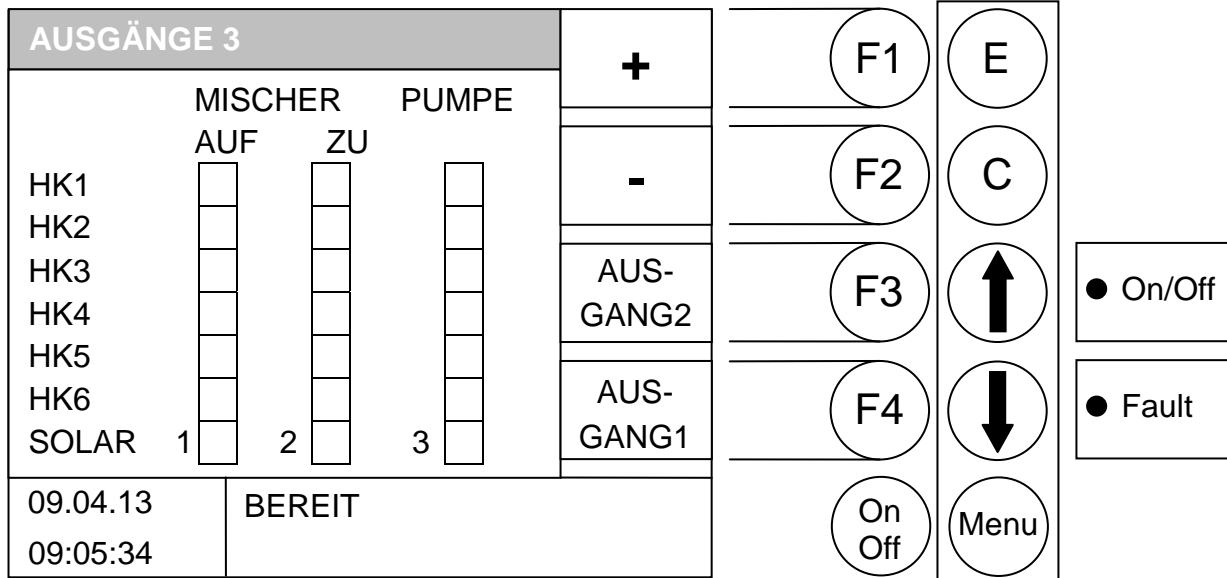 AUSGÄNGE 3
MISCHER PUMPE
AUF ZU
HK1
HK2
HK3
HK4
HK5
HK6
SOLAR 1 2 3
09.04.13
09:05:34
BEREIT
+
-
AUS-
GANG2
AUS-
GANG1
F1
F2
F3
F4
On
Off
E
C
Menu
● On/Off
● Fault